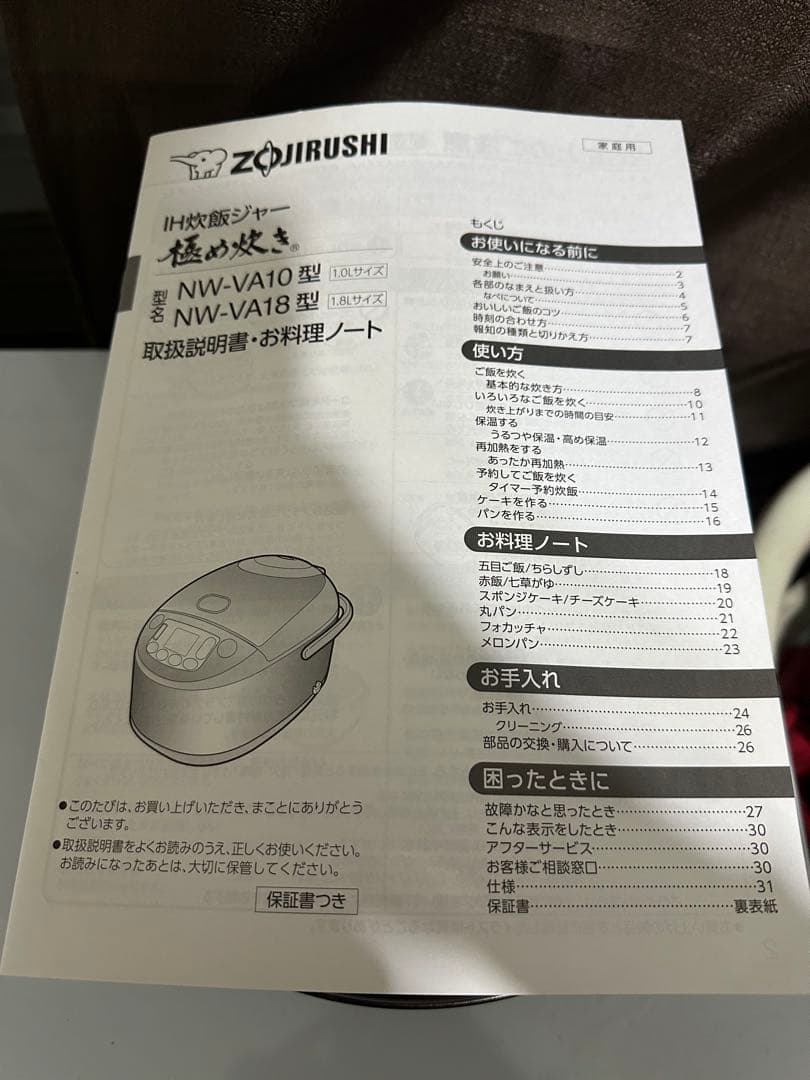 ZOJIRUSHI
家庭用
IH炊飯ジャー
極め炊き®
型名
NW-VA10型 1.0Lサイズ
NW-VA18型 1.8Lサイズ
取扱説明書・お料理ノート
●このたびは、お買い上げいただき、まことにありがとう
ございます。
●取扱説明書をよくお読みのうえ、正しくお使いください。
お読みになったあとは、大切に保管してください。
保証書つき
もくじ
お使いになる前に
安全上のご注意 2
お願い 3
各部のなまえと扱い方 4
なべについて 5
おいしいご飯のコツ 6
時刻の合わせ方 7
報知の種類と切りかえ方 7
使い方
ご飯を炊く
基本的な炊き方 8
いろいろなご飯を炊く 10
炊き上がりまでの時間の目安 11
保温する
うるつや保温・高め保温 12
再加熱をする
あったか再加熱 13
予約してご飯を炊く
タイマー予約炊飯 14
ケーキを作る 15
パンを作る 16
お料理ノート
五目ご飯/ちらしずし 18
赤飯/七草がゆ 19
スポンジケーキ/チーズケーキ 20
丸パン 21
フォカッチャ 22
メロンパン 23
お手入れ
お手入れ 24
クリーニング 26
部品の交換・購入について 26
困ったときに
故障かなと思ったとき 27
こんな表示をしたとき 30
アフターサービス 30
お客様ご相談窓口 30
仕様 31
保証書 裏表紙